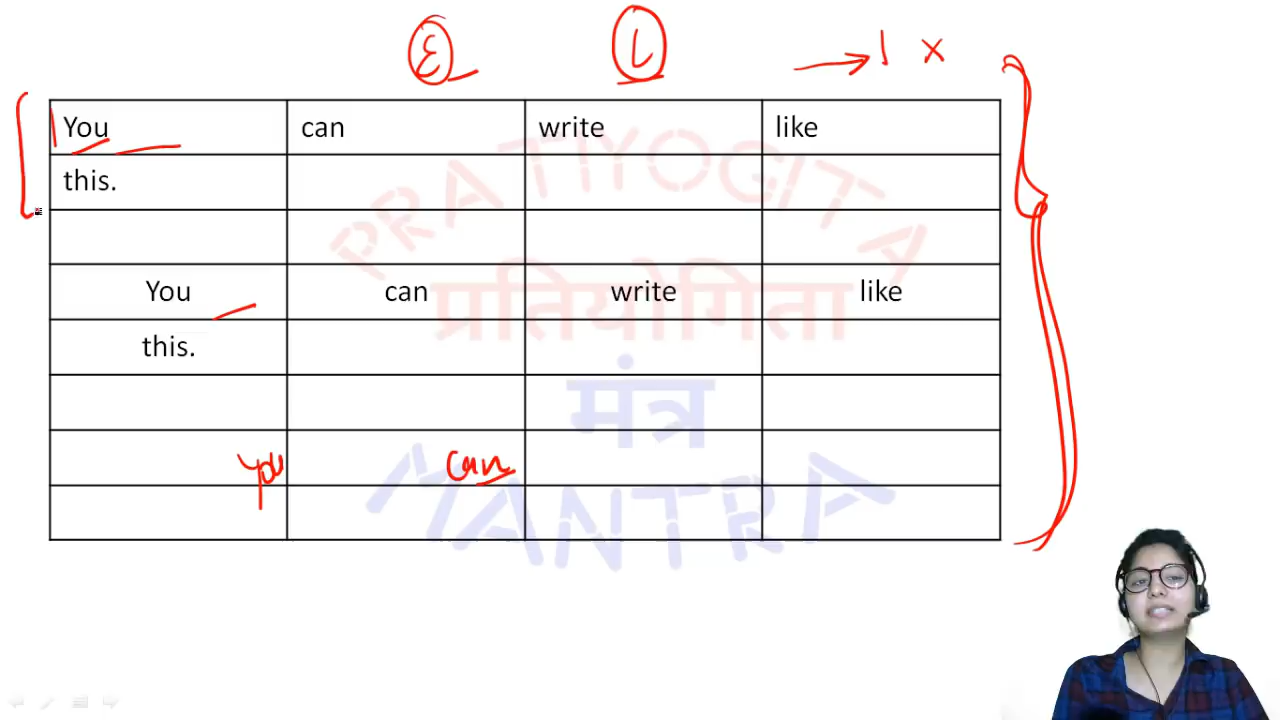 E L → 1 x
You can write like
this.
You can write like
this.
You can
PRATIYOGITA
प्रतियोगिता
मंत्र
MANTRA